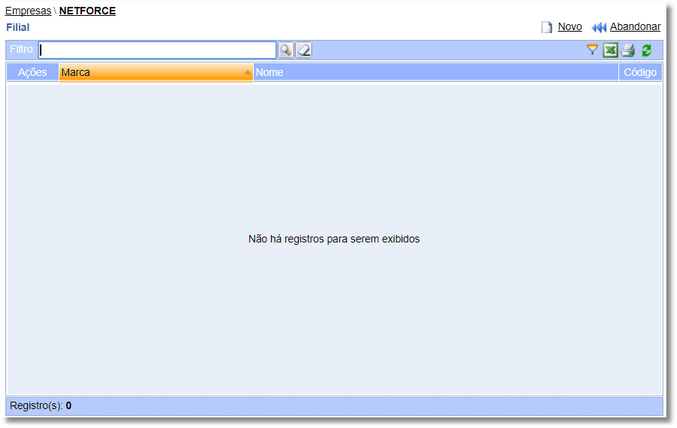 Empresas \ NETFORCE
Filial
Novo
Abandonar
Filtro:
Ações Marca Nome Código
Não há registros para serem exibidos
Registro(s): 0